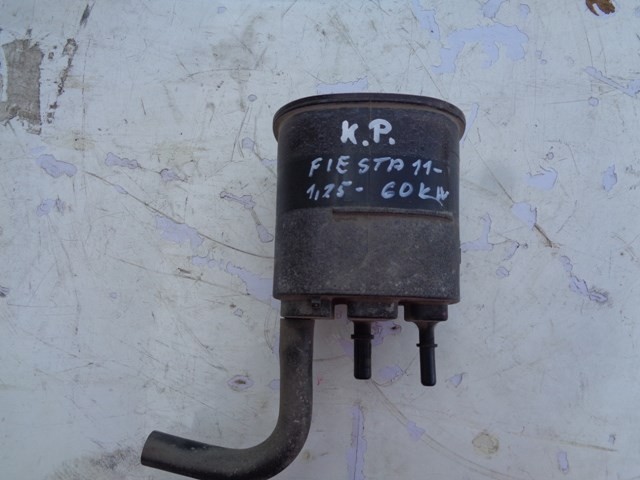 K.P.
FIESTA 11-
1,25- 60KW